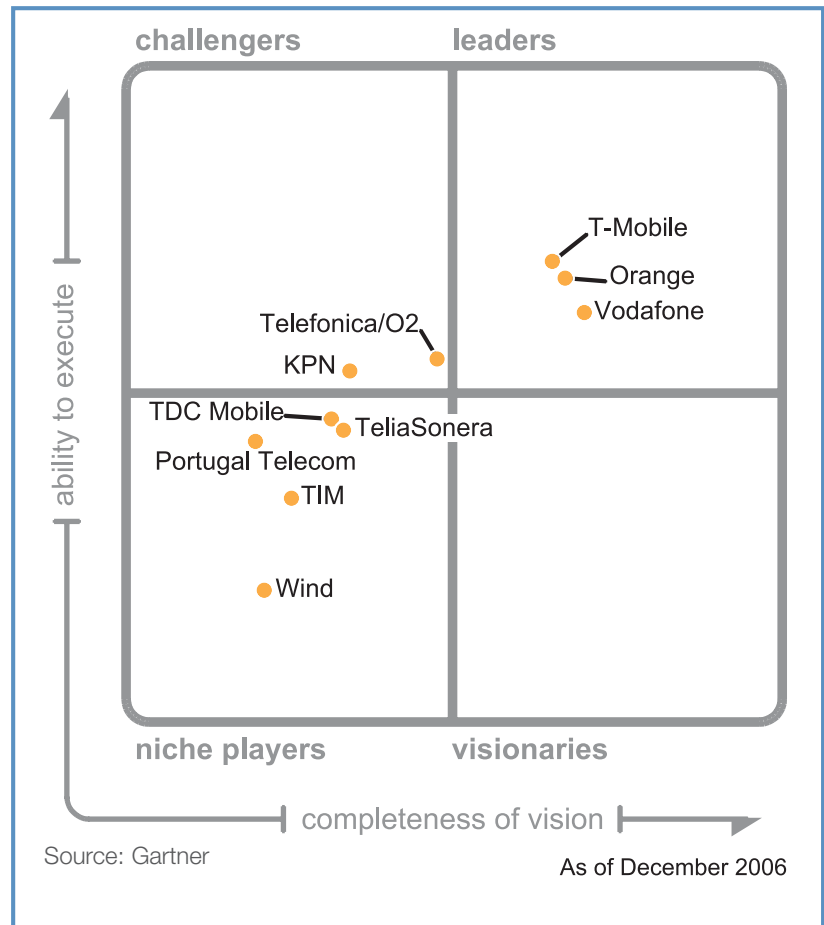 challengers
leaders
T-Mobile
Orange
Vodafone
Telefonica/O2
KPN
TDC Mobile
TeliaSonera
Portugal Telecom
TIM
Wind
ability to execute
niche players
visionaries
completeness of vision
Source: Gartner
As of December 2006